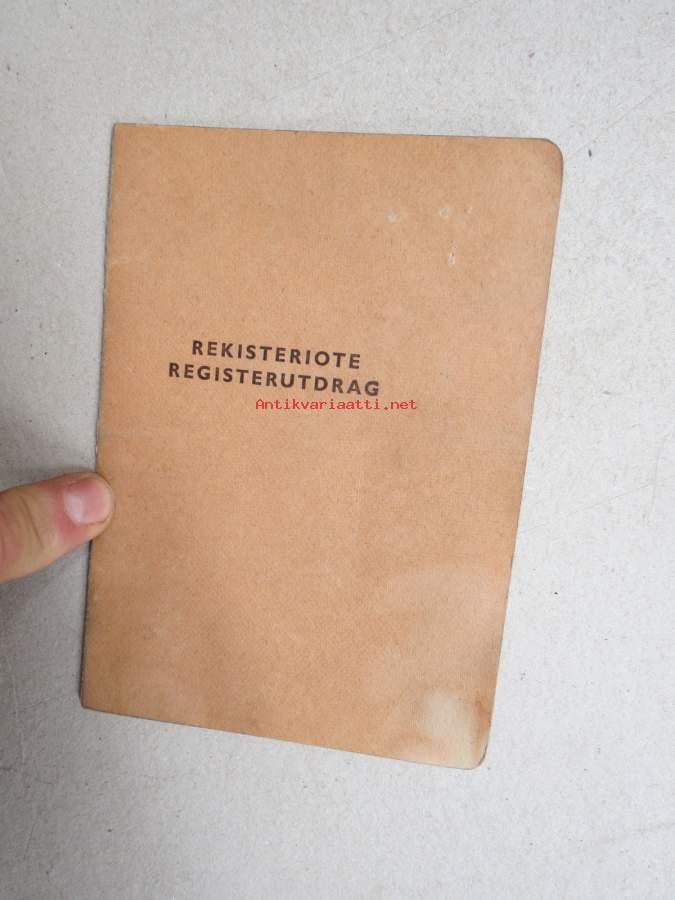 REKISTERIOTE
REGISTERUTDRAG
Antikvariaatti.net